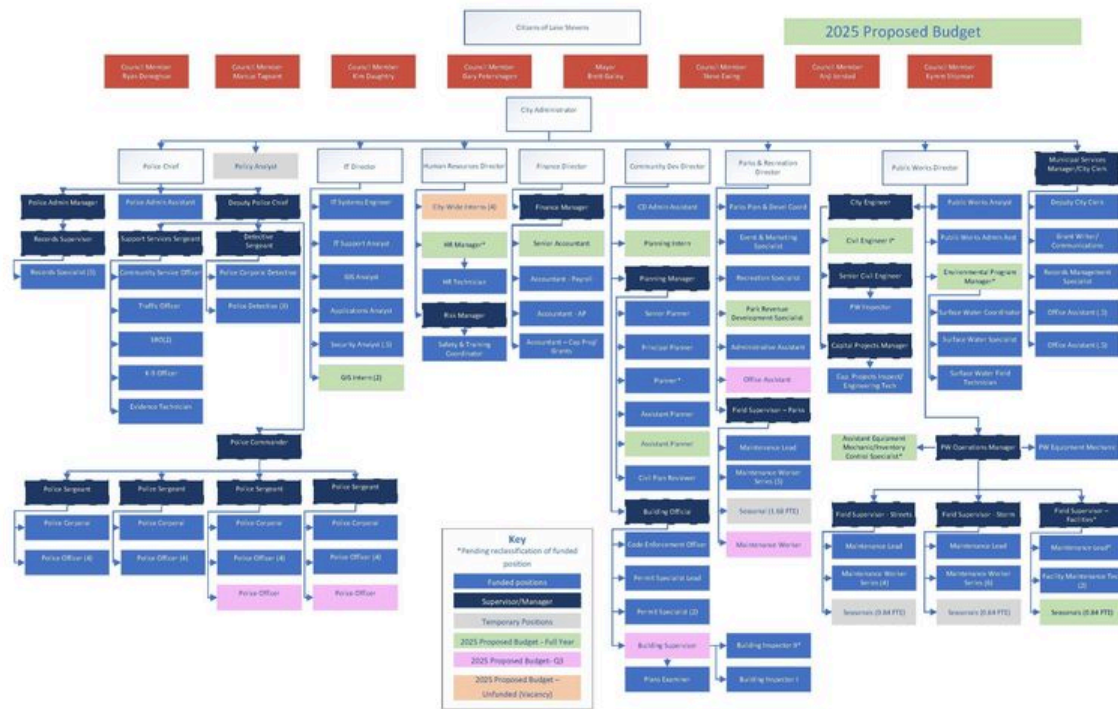 Citizens of Lake Stevens
2025 Proposed Budget
Council Member
Ryan Donoghue
Council Member
Marcus Tageant
Council Member
Kim Daughtry
Council Member
Gary Petershagen
Mayor
Brett Gailey
Council Member
Steve Ewing
Council Member
Council Member
City Administrator
Police Chief
Policy Analyst
IT Director
Human Resources Director
Finance Director
Community Dev Director
Parks & Recreation
Director
Public Works Director
Municipal Services
Manager/City Clerk
Police Admin Manager
Police Admin Assistant
Deputy Police Chief
Records Supervisor
Support Services Sergeant
Detective
Sergeant
Records Specialist (5)
Community Service Officer
Police Corporal Detective
Traffic Officer
Police Detective (3)
SRO(2)
K-9 Officer
Evidence Technician
Police Commander
Police Sergeant
Police Sergeant
Police Sergeant
Police Sergeant
Police Corporal
Police Corporal
Police Corporal
Police Corporal
Police Officer (4)
Police Officer (4)
Police Officer (4)
Police Officer (4)
Police Officer
Police Officer
IT Systems Engineer
IT Support Analyst
GIS Analyst
Applications Analyst
Security Analyst (.5)
GIS Intern (2)
City Wide Interns (4)
HR Manager*
HR Technician
Risk Manager
Safety & Training
Coordinator
Finance Manager
Senior Accountant
Accountant - Payroll
Accountant - AP
Accountant – Cap Proj/
Grants
CD Admin Assistant
Planning Intern
Planning Manager
Senior Planner
Principal Planner
Planner*
Assistant Planner
Assistant Planner
Civil Plan Reviewer
Building Official
Code Enforcement Officer
Permit Specialist Lead
Permit Specialist (2)
Building Supervisor
Plans Examiner
Building Inspector II*
Building Inspector I
Parks Plan & Devel Coord
Event & Marketing
Specialist
Recreation Specialist
Park Revenue
Development Specialist
Administrative Assistant
Office Assistant
Field Supervisor – Parks
Maintenance Lead
Maintenance Worker
Series (5)
Seasonal (1.68 FTE)
Maintenance Worker
City Engineer
Civil Engineer I*
Senior Civil Engineer
PW Inspector
Capital Projects Manager
Cap. Projects Inspect/
Engineering Tech
Public Works Analyst
Public Works Admin Asst
Environmental Program
Manager*
Surface Water Coordinator
Surface Water Specialist
Surface Water Field
Technician
Deputy City Clerk
Grant Writer/
Communications
Records Management
Specialist
Office Assistant
Office Assistant
Assistant Equipment
Mechanic/Inventory
Control Specialist*
PW Operations Manager
PW Equipment Mechanic
Field Supervisor - Streets
Field Supervisor - Storm
Field Supervisor –
Facilities*
Maintenance Lead
Maintenance Lead
Maintenance Lead*
Maintenance Worker
Series (4)
Maintenance Worker
Series (6)
Facility Maintenance Tech
(2)
Seasonals (0.84 FTE)
Seasonals (0.84 FTE)
Seasonals (0.84 FTE)
Key
*Pending reclassification of funded
position
Funded positions
Supervisor/Manager
Temporary Positions
2025 Proposed Budget - Full Year
2025 Proposed Budget- Q3
2025 Proposed Budget –
Unfunded (Vacancy)